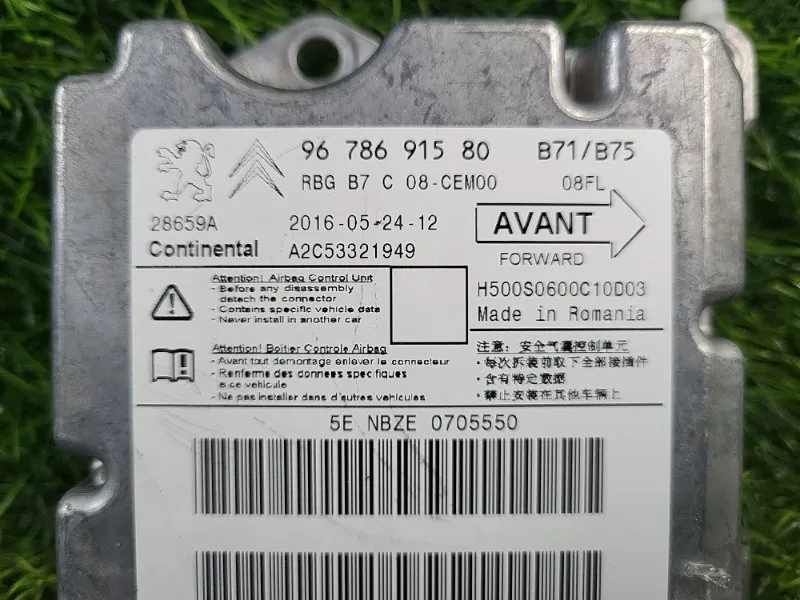 96 786 915 80 B71/B75
RBG B7 C 08-CEM00 08FL
28659A 2016-05-24-12 AVANT
Continental A2C53321949 FORWARD
Attention! Airbag Control Unit
- Before any disassembly
detach the connector
- Contains specific vehicle data
- Never install in another car
H500S0600C10D03
Made in Romania
Attention! Boîtier Controle Airbag
- Avant tout demontage enlever le connecteur
- Renferme des donnees specifiques
a ce vehicule
- Ne pas installer dans d'autres vehicules
注意: 安全气囊控制单元
- 每次拆装前取下全部接插件
- 含有特定数据
- 禁止安装在其他车辆上
5E NBZE 0705550